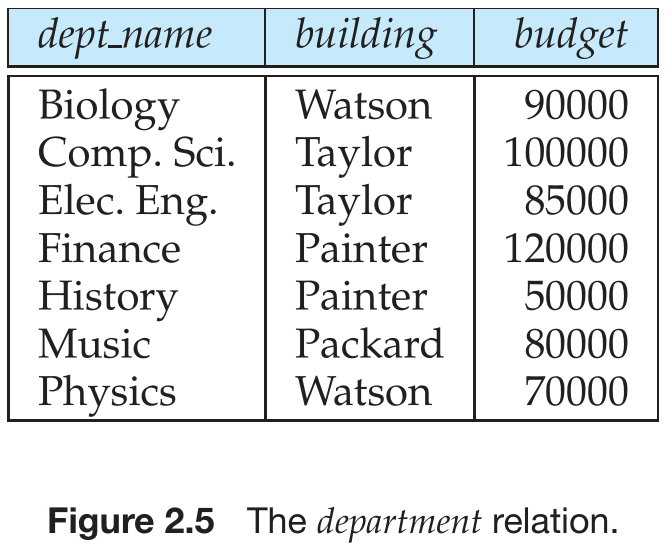 dept_name building budget
Biology Watson 90000
Comp. Sci. Taylor 100000
Elec. Eng. Taylor 85000
Finance Painter 120000
History Painter 50000
Music Packard 80000
Physics Watson 70000
Figure 2.5 The department relation.